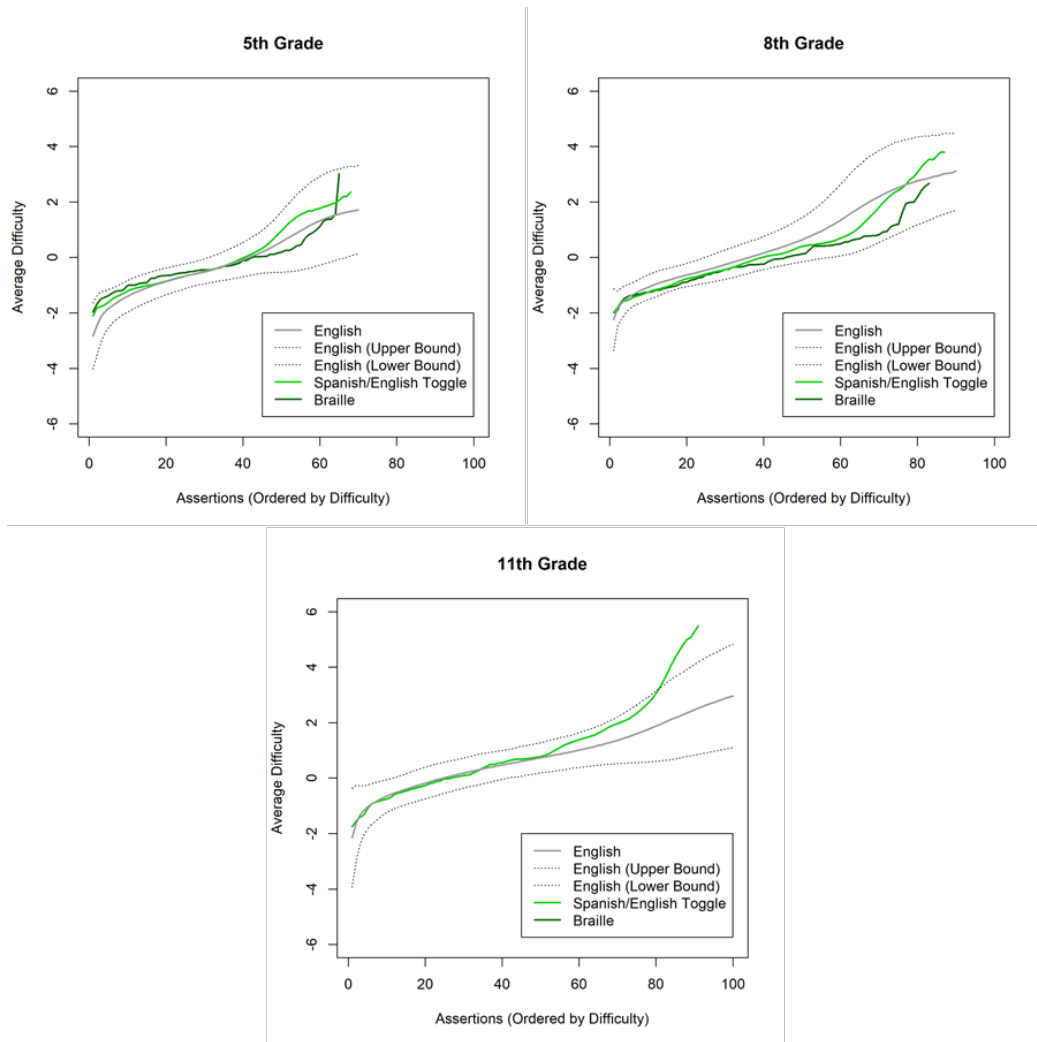 5th Grade
6
4
2
0
-2
-4
-6
Average Difficulty
English
English (Upper Bound)
English (Lower Bound)
Spanish/English Toggle
Braille
0 20 40 60 80 100
Assertions (Ordered by Difficulty)
8th Grade
6
4
2
0
-2
-4
-6
Average Difficulty
English
English (Upper Bound)
English (Lower Bound)
Spanish/English Toggle
Braille
0 20 40 60 80 100
Assertions (Ordered by Difficulty)
11th Grade
6
4
2
0
-2
-4
-6
Average Difficulty
English
English (Upper Bound)
English (Lower Bound)
Spanish/English Toggle
Braille
0 20 40 60 80 100
Assertions (Ordered by Difficulty)